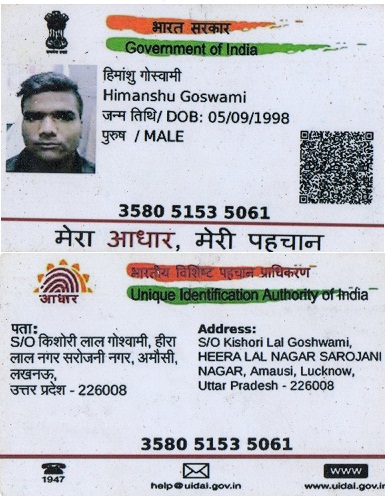 भारत सरकार
Government of India
हिमांशु गोस्वामी
Himanshu Goswami
जन्म तिथि/ DOB: 05/09/1998
पुरुष / MALE
3580 5153 5061
मेरा आधार, मेरी पहचान
भारतीय विशिष्ट पहचान प्राधिकरण
Unique Identification Authority of India
आधार
पता:
S/O किशोरी लाल गोश्वामी, हीरा
लाल नगर सरोजनी नगर, अमौसी,
लखनऊ,
उत्तर प्रदेश - 226008
Address:
S/O Kishori Lal Goshwami,
HEERA LAL NAGAR SAROJANI
NAGAR, Amausi, Lucknow,
Uttar Pradesh - 226008
3580 5153 5061
1947
help@uidai.gov.in
www
www.uidai.gov.in